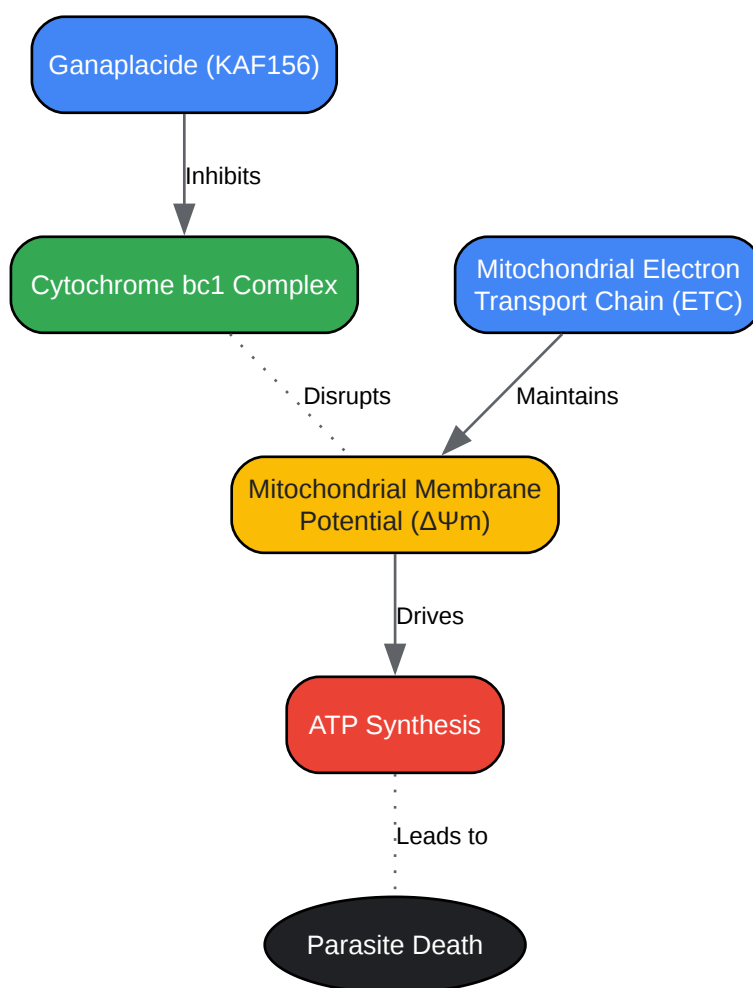 Ganaplacide (KAF156)
Inhibits
Cytochrome bc1 Complex
Mitochondrial Electron
Transport Chain (ETC)
Disrupts
Maintains
Mitochondrial Membrane
Potential (ΔΨm)
Drives
ATP Synthesis
Leads to
Parasite Death